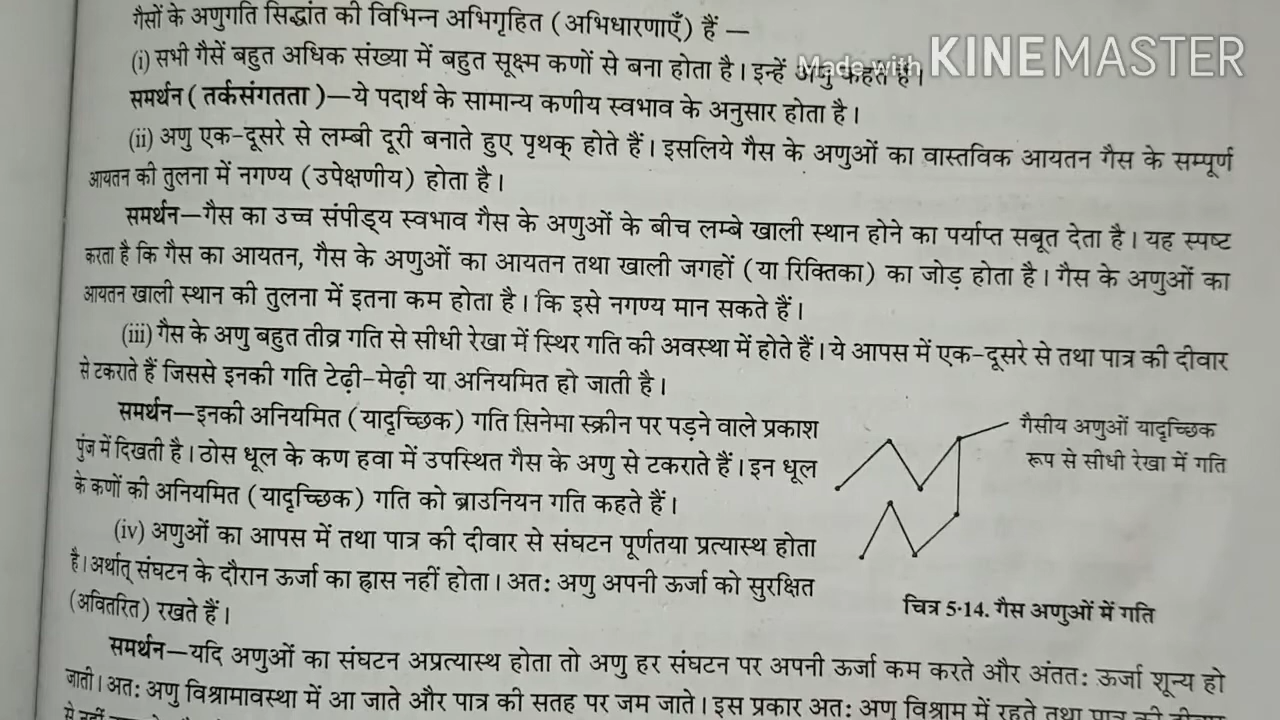 गैसों के अणुगति सिद्धांत की विभिन्न अभिगृहित (अभिधारणाएँ) हैं —
(i) सभी गैसें बहुत अधिक संख्या में बहुत सूक्ष्म कणों से बना होता है। इन्हें अणु कहते हैं।
Made with KINEMASTER
समर्थन (तर्कसंगतता)—ये पदार्थ के सामान्य कणीय स्वभाव के अनुसार होता है।
(ii) अणु एक-दूसरे से लम्बी दूरी बनाते हुए पृथक् होते हैं। इसलिये गैस के अणुओं का वास्तविक आयतन गैस के सम्पूर्ण
आयतन की तुलना में नगण्य (उपेक्षणीय) होता है।
समर्थन—गैस का उच्च संपीड्य स्वभाव गैस के अणुओं के बीच लम्बे खाली स्थान होने का पर्याप्त सबूत देता है। यह स्पष्ट
करता है कि गैस का आयतन, गैस के अणुओं का आयतन तथा खाली जगहों (या रिक्तिका) का जोड़ होता है। गैस के अणुओं का
आयतन खाली स्थान की तुलना में इतना कम होता है। कि इसे नगण्य मान सकते हैं।
(iii) गैस के अणु बहुत तीव्र गति से सीधी रेखा में स्थिर गति की अवस्था में होते हैं। ये आपस में एक-दूसरे से तथा पात्र की दीवार
से टकराते हैं जिससे इनकी गति टेढ़ी-मेढ़ी या अनियमित हो जाती है।
समर्थन—इनकी अनियमित (यादृच्छिक) गति सिनेमा स्क्रीन पर पड़ने वाले प्रकाश
पुंज में दिखती है। ठोस धूल के कण हवा में उपस्थित गैस के अणु से टकराते हैं। इन धूल
के कणों की अनियमित (यादृच्छिक) गति को ब्राउनियन गति कहते हैं।
गैसीय अणुओं यादृच्छिक
रूप से सीधी रेखा में गति
(iv) अणुओं का आपस में तथा पात्र की दीवार से संघटन पूर्णतया प्रत्यास्थ होता
है। अर्थात् संघटन के दौरान ऊर्जा का ह्रास नहीं होता। अतः अणु अपनी ऊर्जा को सुरक्षित
(अवितरित) रखते हैं।
चित्र 5·14. गैस अणुओं में गति
समर्थन—यदि अणुओं का संघटन अप्रत्यास्थ होता तो अणु हर संघटन पर अपनी ऊर्जा कम करते और अंततः ऊर्जा शून्य हो
जाती। अतः अणु विश्रामावस्था में आ जाते और पात्र की सतह पर जम जाते। इस प्रकार अतः अणु विश्राम में रहते तथा पात्र की